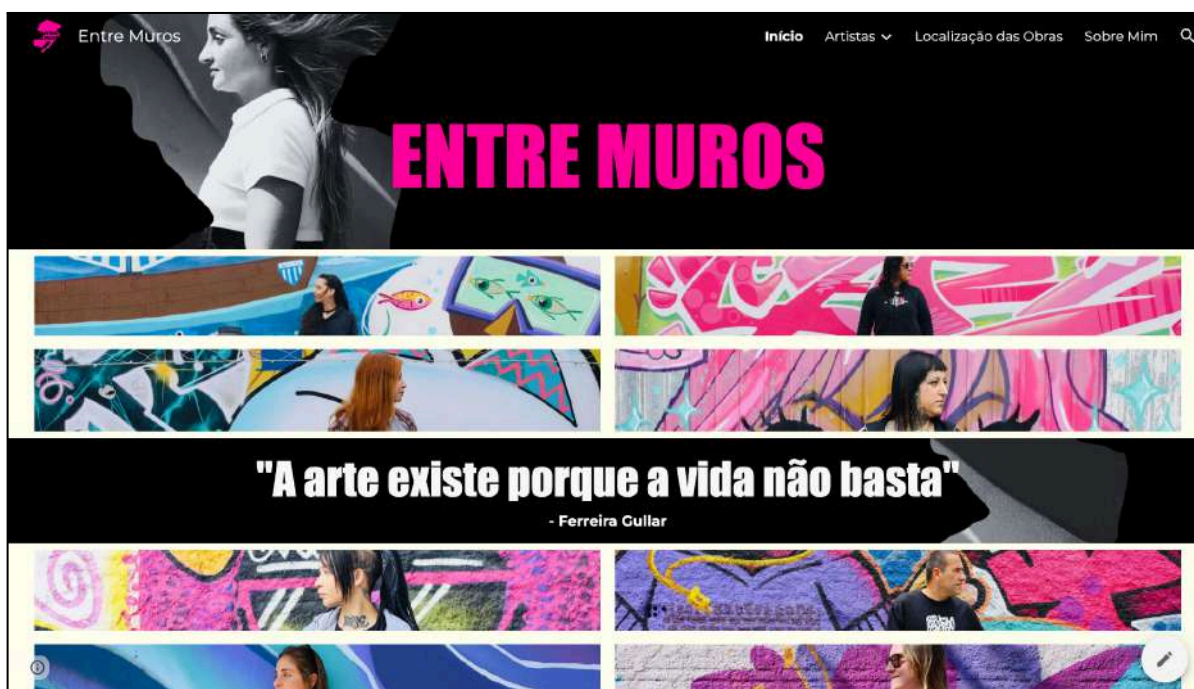 Entre Muros
Início Artistas Localização das Obras Sobre Mim
ENTRE MUROS
"A arte existe porque a vida não basta"
- Ferreira Gullar